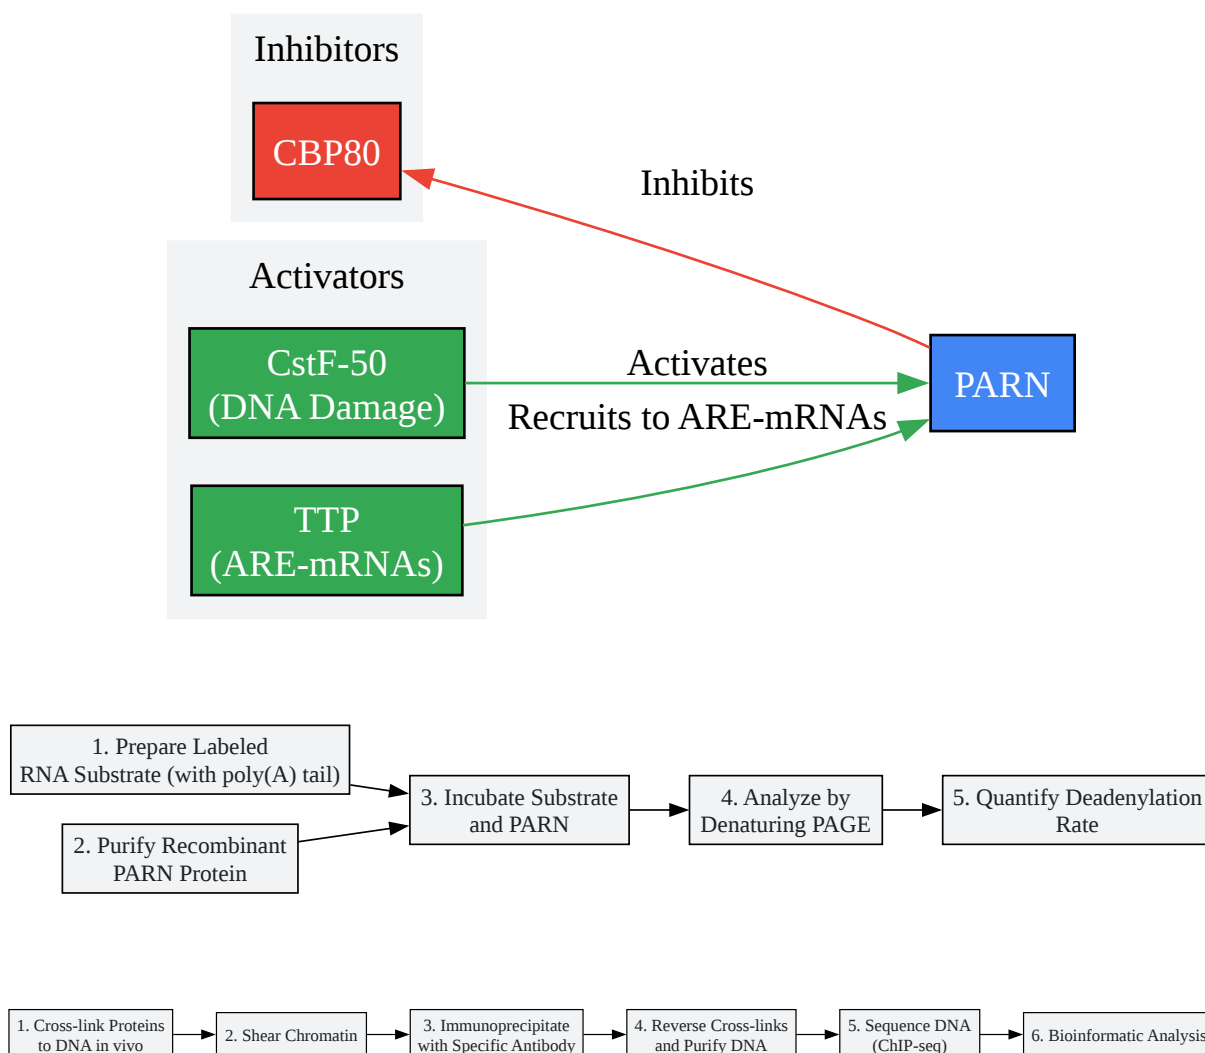 Inhibitors
CBP80
Inhibits
Activators
CstF-50
(DNA Damage)
Activates
PARN
Recruits to ARE-mRNAs
TTP
(ARE-mRNAs)
1. Prepare Labeled
RNA Substrate (with poly(A) tail)
2. Purify Recombinant
PARN Protein
3. Incubate Substrate
and PARN
4. Analyze by
Denaturing PAGE
5. Quantify Deadenylation
Rate
1. Cross-link Proteins
to DNA in vivo
2. Shear Chromatin
3. Immunoprecipitate
with Specific Antibody
4. Reverse Cross-links
and Purify DNA
5. Sequence DNA
(ChIP-seq)
6. Bioinformatic Analysis